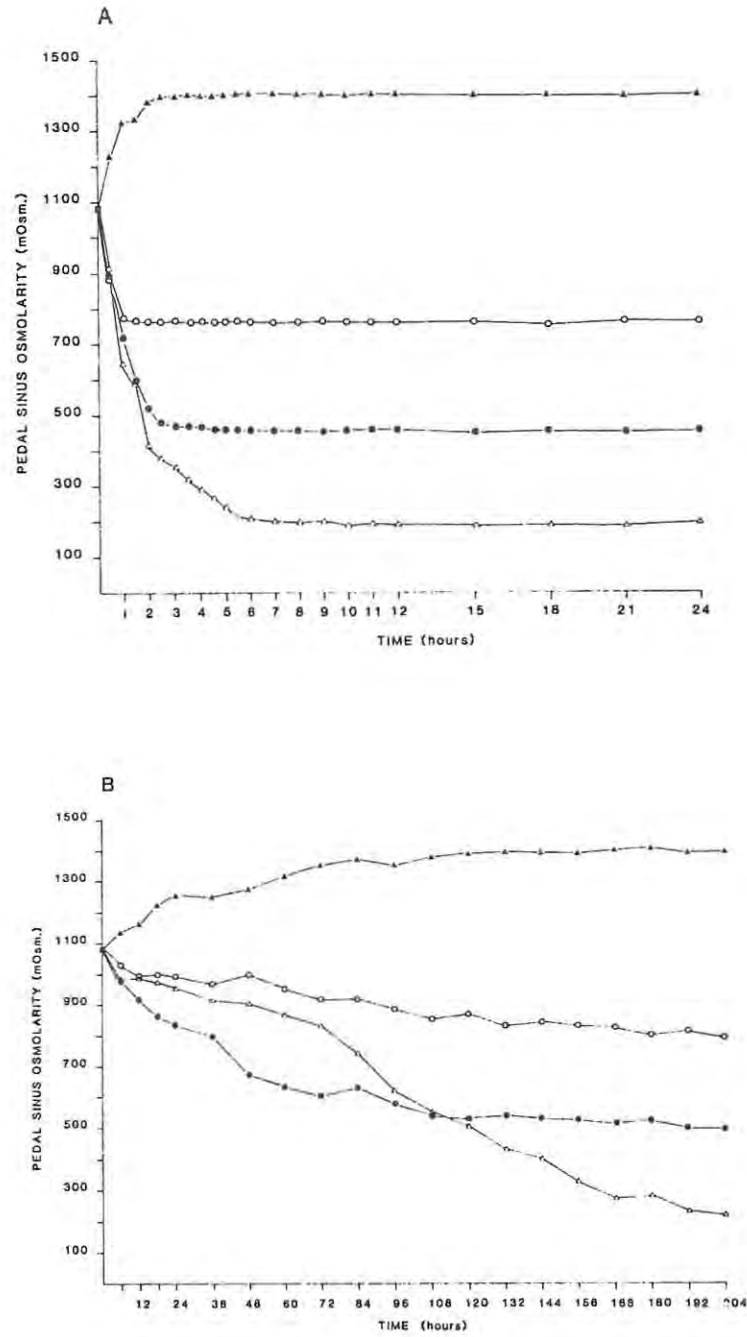 A
1500
1300
1100
900
700
500
300
100
PEDAL SINUS OSMOLARITY (mOsm.)
1 2 3 4 5 6 7 8 9 10 11 12 15 18 21 24
TIME (hours)
B
1500
1300
1100
900
700
500
300
100
PEDAL SINUS OSMOLARITY (mOsm.)
12 24 36 48 60 72 84 96 108 120 132 144 156 168 180 192 204
TIME (hours)